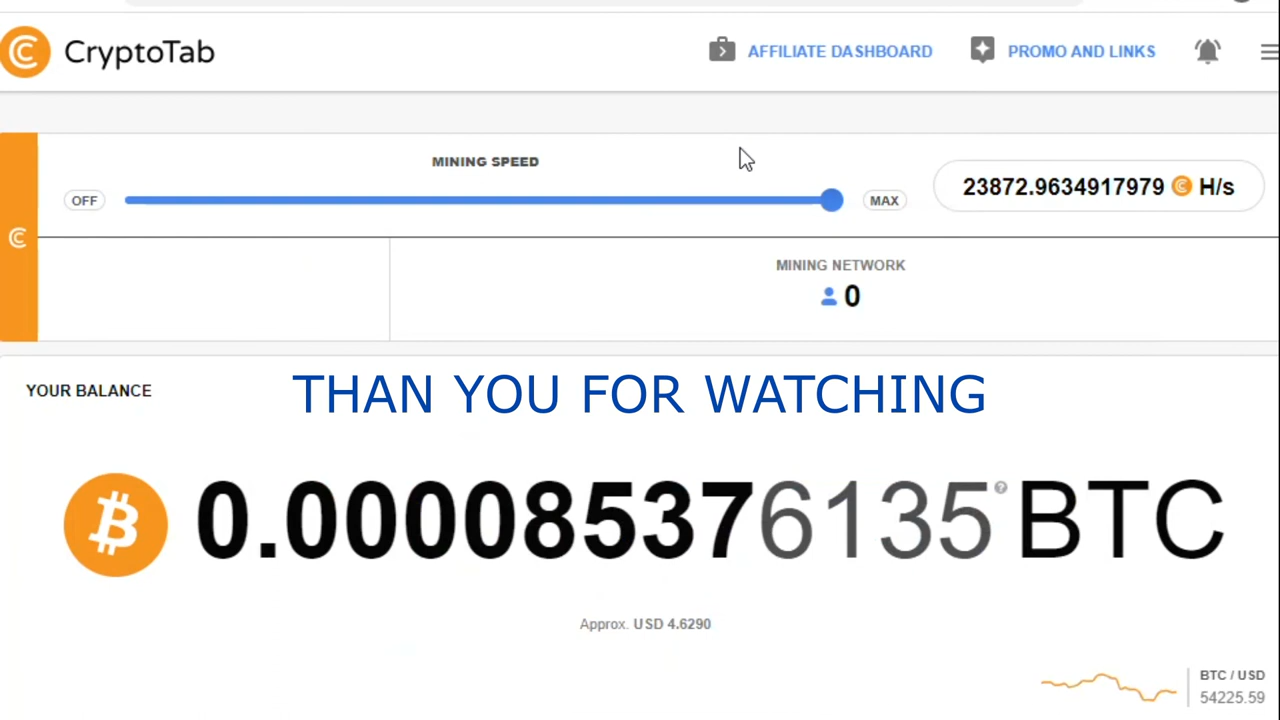 CryptoTab
AFFILIATE DASHBOARD
PROMO AND LINKS
MINING SPEED
OFF
MAX
23872.9634917979 H/s
MINING NETWORK
0
YOUR BALANCE
THAN YOU FOR WATCHING
0.000085376135 BTC
Approx. USD 4.6290
BTC / USD
54225.59